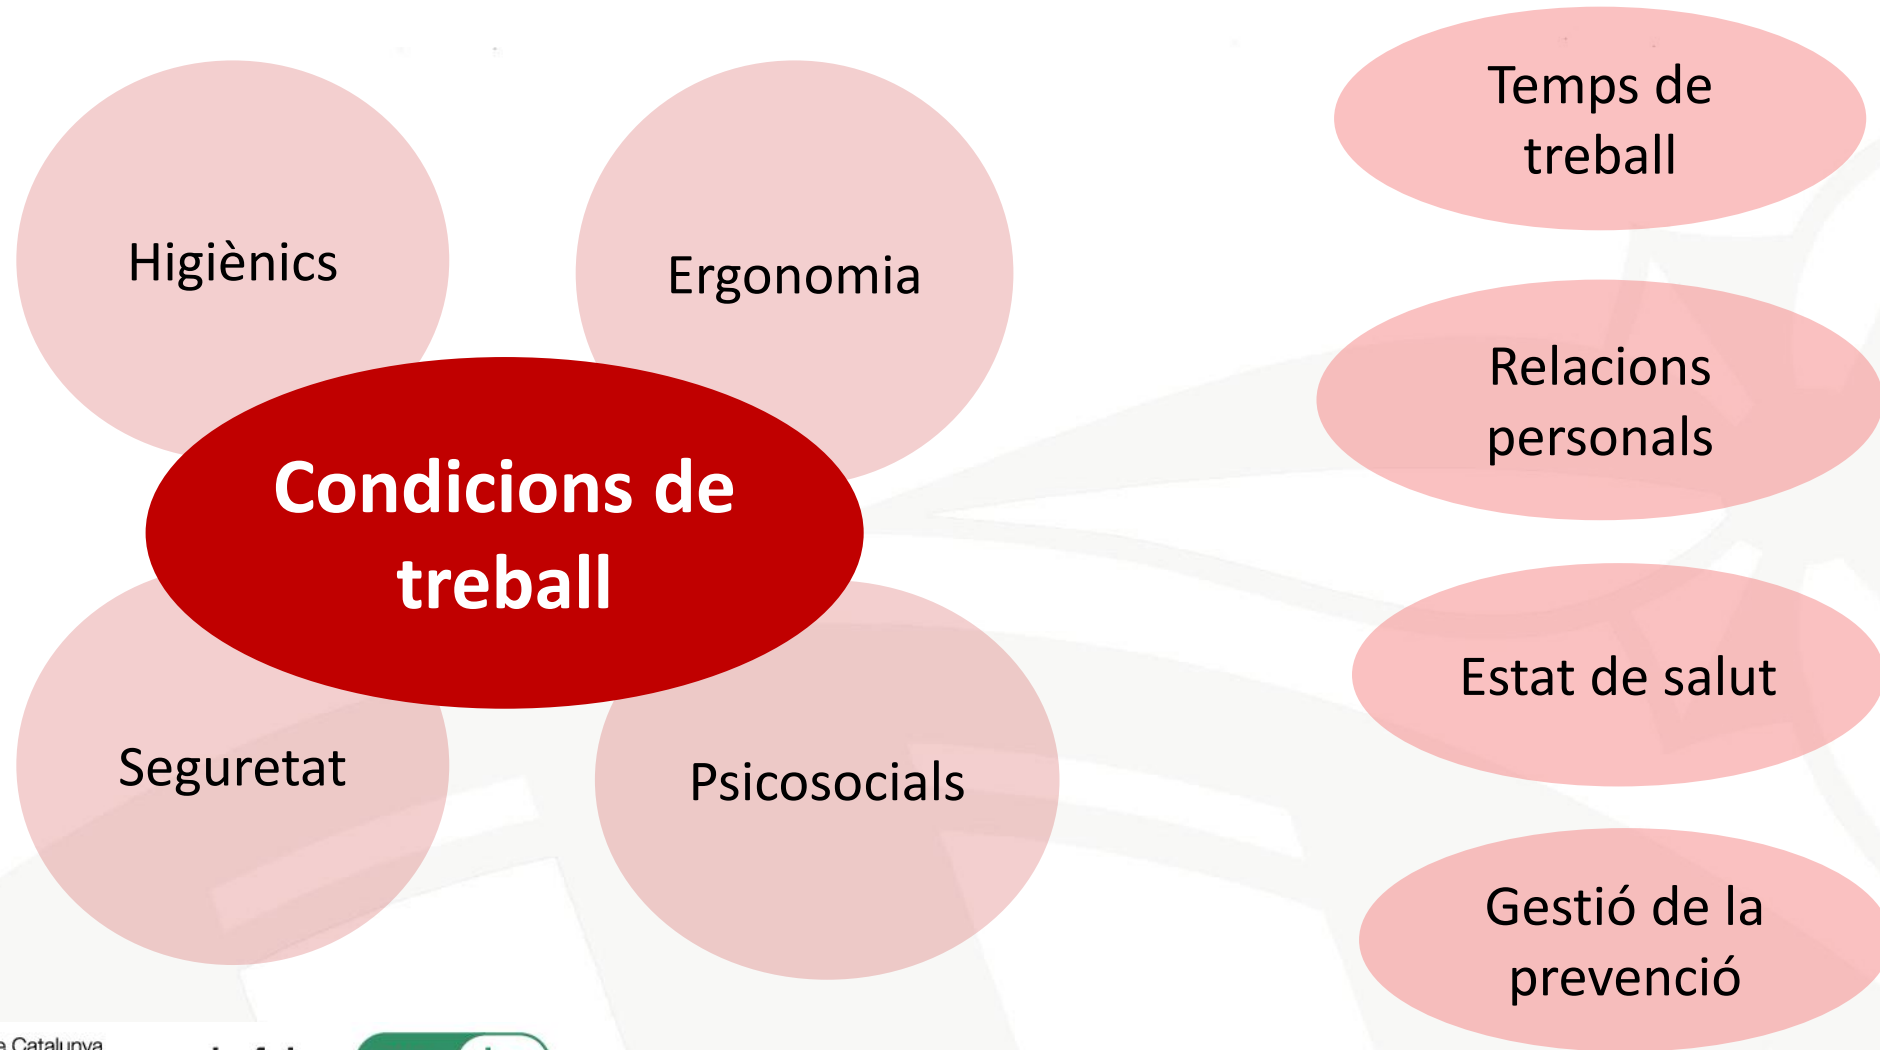 Temps de
treball
Higiènics
Ergonomia
Relacions
personals
Condicions de
treball
Estat de salut
Seguretat
Psicosocials
Gestió de la
prevenció
Catalunya